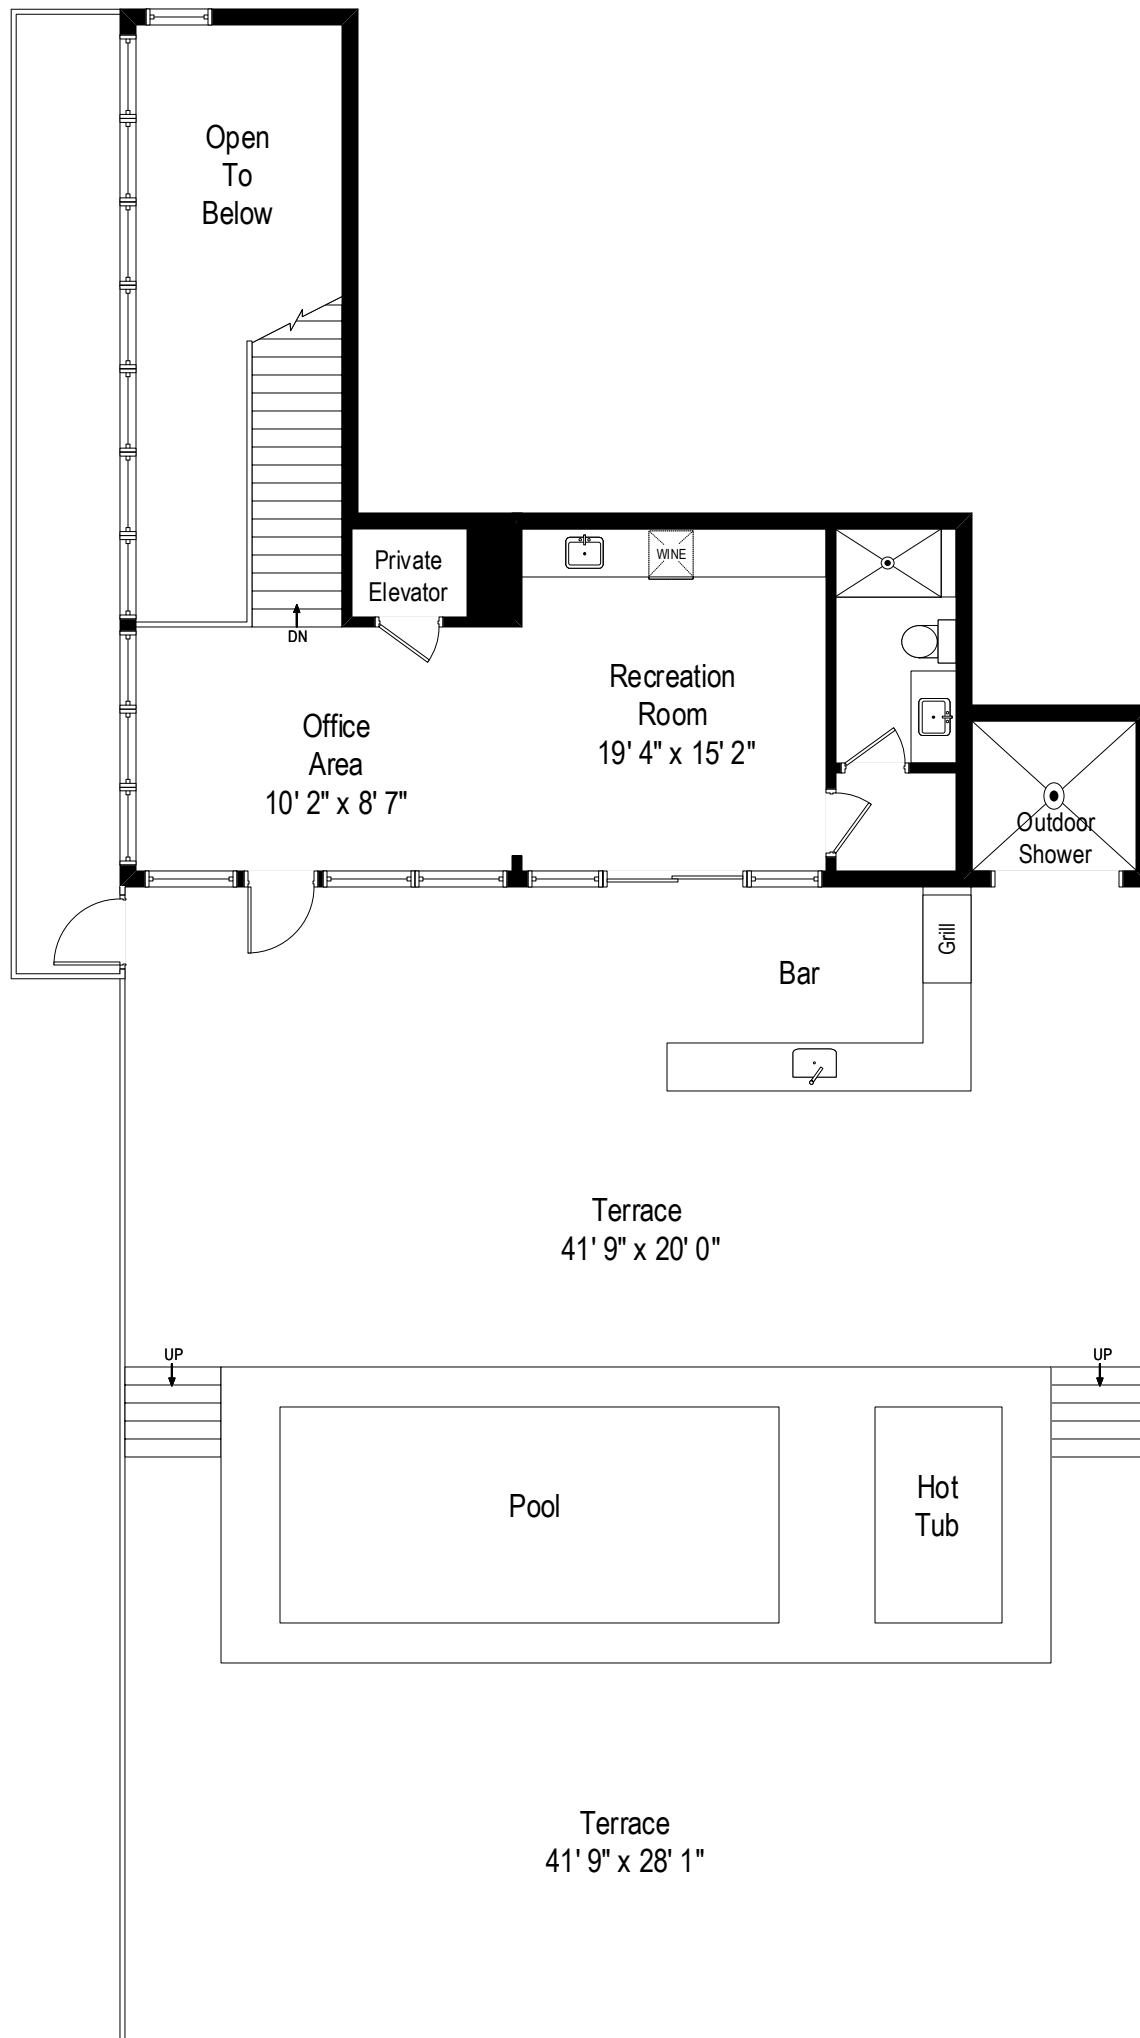 Open
To
Below
Private
Elevator
WINE
DN
Recreation
Room
19' 4" x 15' 2"
Office
Area
10' 2" x 8' 7"
Outdoor
Shower
Grill
Bar
Terrace
41' 9" x 20' 0"
UP
UP
Pool
Hot
Tub
Terrace
41' 9" x 28' 1"